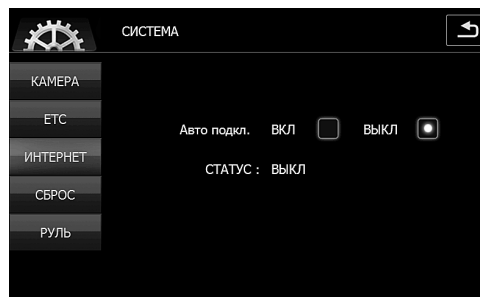 СИСТЕМА
КАМЕРА
ETC
ИНТЕРНЕТ
СБРОС
РУЛЬ
Авто подкл. ВКЛ ВЫКЛ
СТАТУС : ВЫКЛ